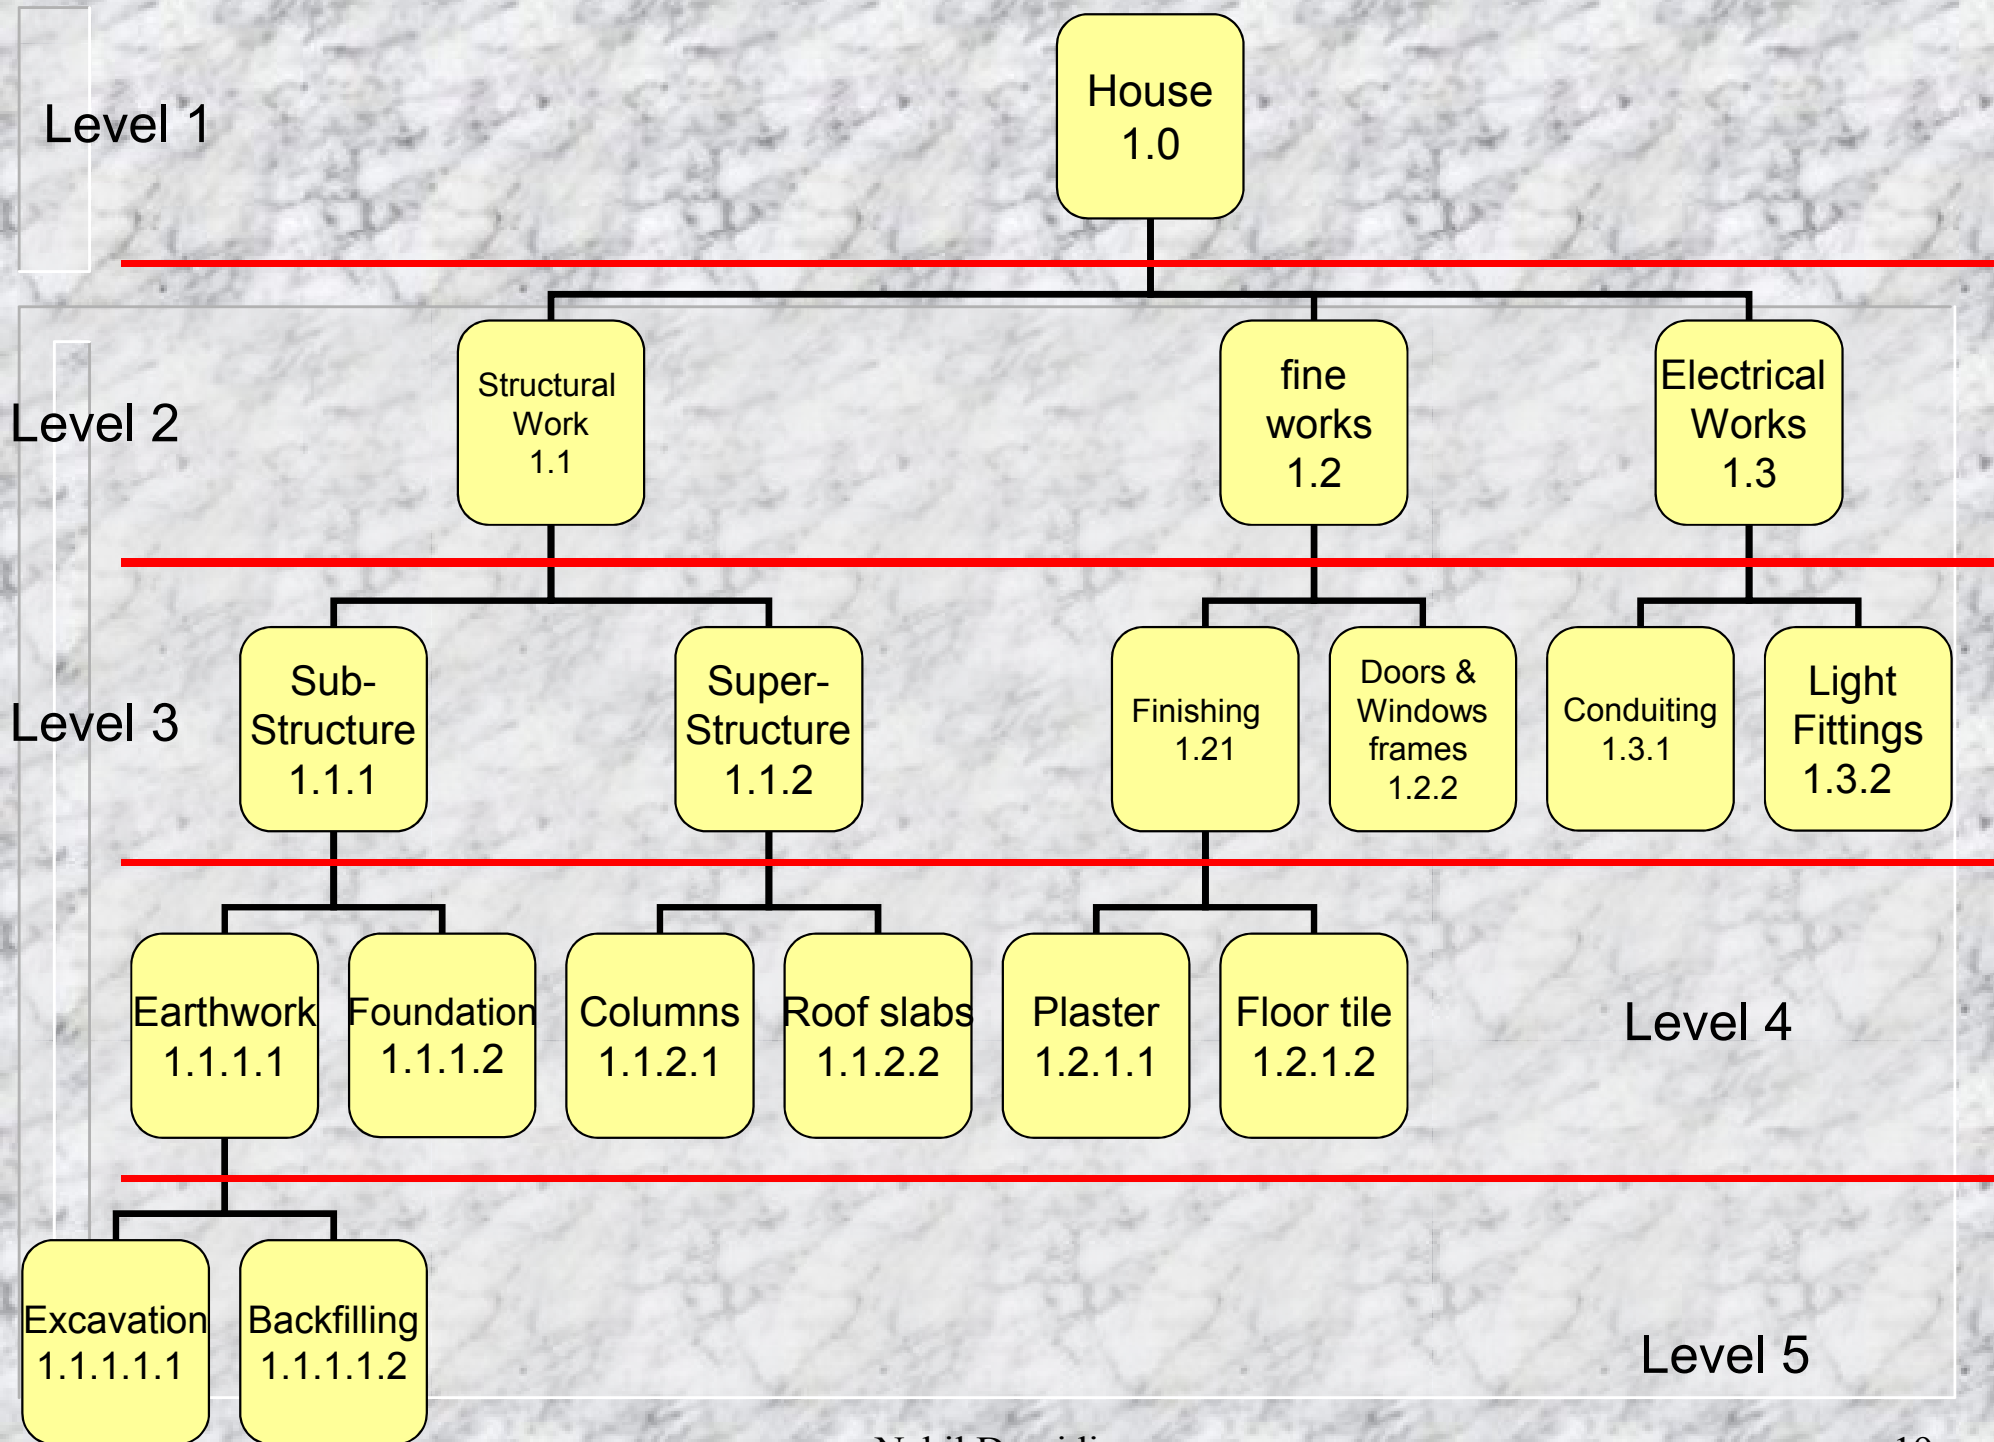 Level 1
House
1.0
Level 2
Structural
Work
1.1
fine
works
1.2
Electrical
Works
1.3
Level 3
Sub-
Structure
1.1.1
Super-
Structure
1.1.2
Finishing
1.21
Doors &
Windows
frames
1.2.2
Conduiting
1.3.1
Light
Fittings
1.3.2
Earthwork
1.1.1.1
Foundation
1.1.1.2
Columns
1.1.2.1
Roof slabs
1.1.2.2
Plaster
1.2.1.1
Floor tile
1.2.1.2
Level 4
Excavation
1.1.1.1.1
Backfilling
1.1.1.1.2
Level 5